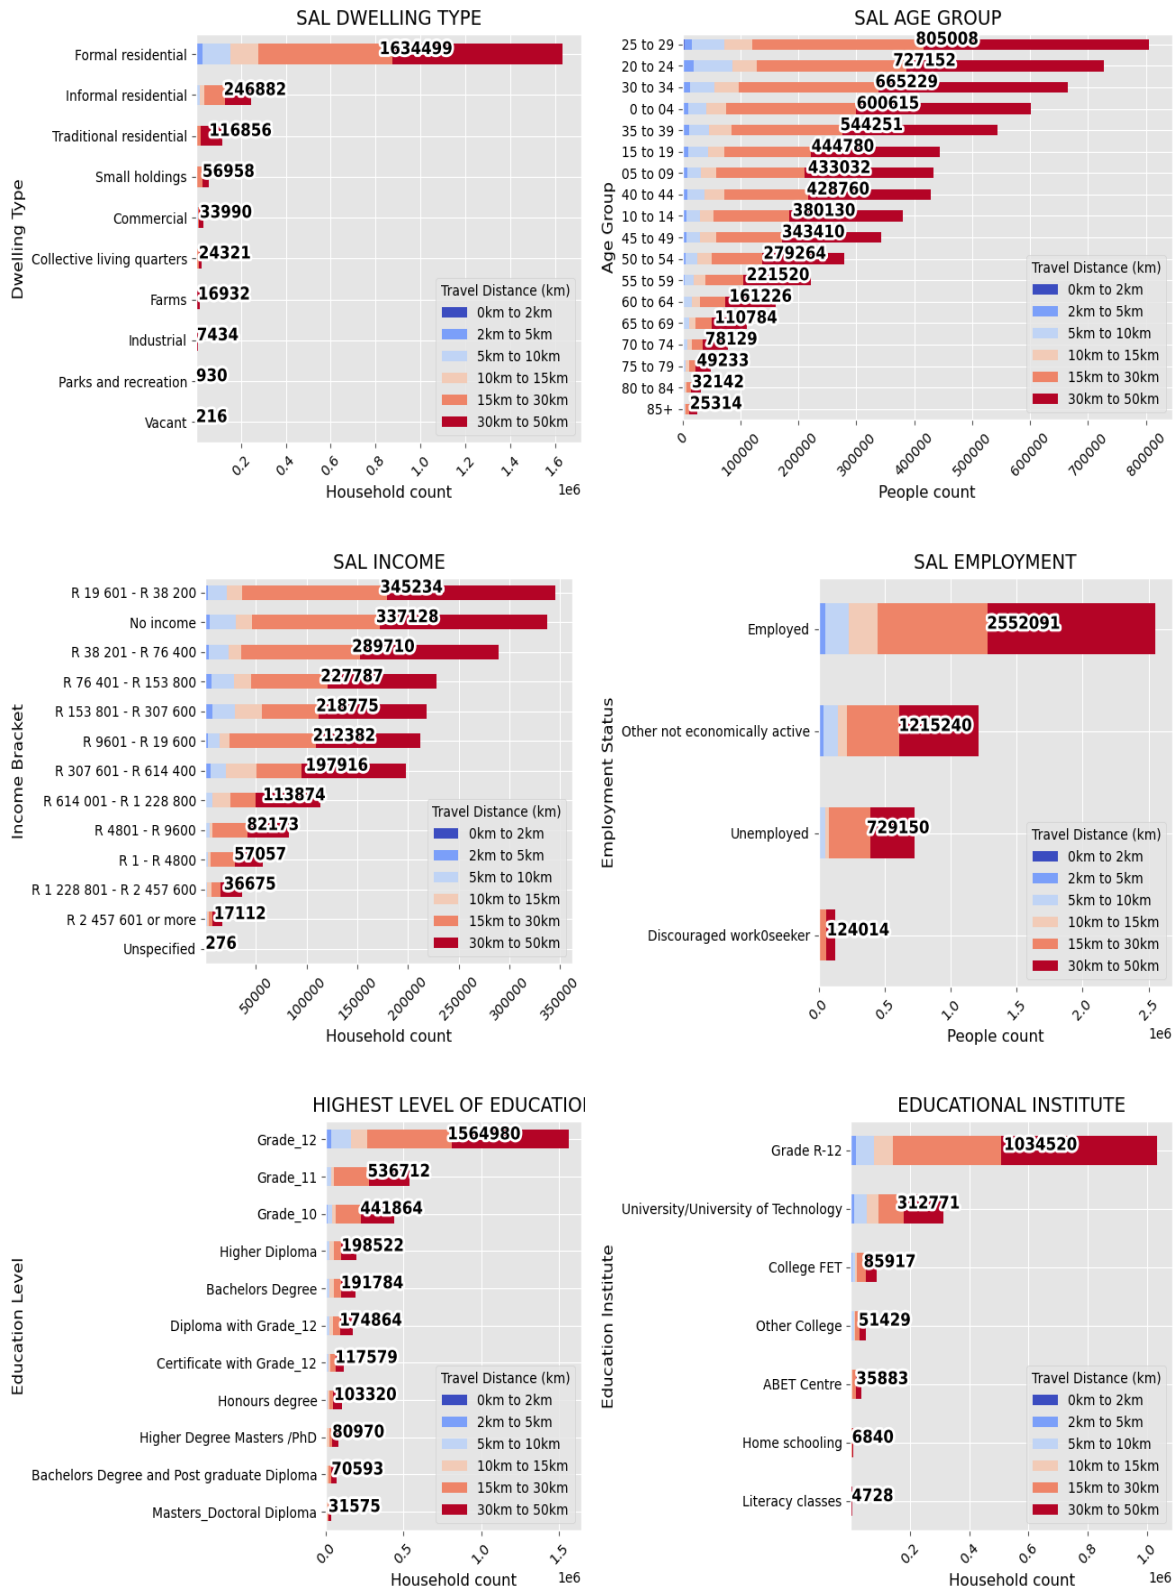 SAL DWELLING TYPE
Dwelling Type
Formal residential 1634499
Informal residential 246882
Traditional residential 116856
Small holdings 56958
Commercial 33990
Collective living quarters 24321
Farms 16932
Industrial 7434
Parks and recreation 930
Vacant 216
Travel Distance (km)
0km to 2km
2km to 5km
5km to 10km
10km to 15km
15km to 30km
30km to 50km
0.2 0.4 0.6 0.8 1.0 1.2 1.4 1.6
1e6
Household count
SAL AGE GROUP
Age Group
25 to 29 805008
20 to 24 727152
30 to 34 665229
0 to 04 600615
35 to 39 544251
15 to 19 444780
05 to 09 433032
40 to 44 428760
10 to 14 380130
45 to 49 343410
50 to 54 279264
55 to 59 221520
60 to 64 161226
65 to 69 110784
70 to 74 78129
75 to 79 49233
80 to 84 32142
85+ 25314
Travel Distance (km)
0km to 2km
2km to 5km
5km to 10km
10km to 15km
15km to 30km
30km to 50km
0 100000 200000 300000 400000 500000 600000 700000 800000
People count
SAL INCOME
Income Bracket
R 19 601 - R 38 200 345234
No income 337128
R 38 201 - R 76 400 289710
R 76 401 - R 153 800 227787
R 153 801 - R 307 600 218775
R 9601 - R 19 600 212382
R 307 601 - R 614 400 197916
R 614 001 - R 1 228 800 113874
R 4801 - R 9600 82173
R 1 - R 4800 57057
R 1 228 801 - R 2 457 600 36675
R 2 457 601 or more 17112
Unspecified 276
Travel Distance (km)
0km to 2km
2km to 5km
5km to 10km
10km to 15km
15km to 30km
30km to 50km
50000 100000 150000 200000 250000 300000 350000
Household count
SAL EMPLOYMENT
Employment Status
Employed 2552091
Other not economically active 1215240
Unemployed 729150
Discouraged work0seeker 124014
Travel Distance (km)
0km to 2km
2km to 5km
5km to 10km
10km to 15km
15km to 30km
30km to 50km
0.0 0.5 1.0 1.5 2.0 2.5
1e6
People count
HIGHEST LEVEL OF EDUCATIO
Education Level
Grade_12 1564980
Grade_11 536712
Grade_10 441864
Higher Diploma 198522
Bachelors Degree 191784
Diploma with Grade_12 174864
Certificate with Grade_12 117579
Honours degree 103320
Higher Degree Masters /PhD 80970
Bachelors Degree and Post graduate Diploma 70593
Masters_Doctoral Diploma 31575
Travel Distance (km)
0km to 2km
2km to 5km
5km to 10km
10km to 15km
15km to 30km
30km to 50km
0.0 0.5 1.0 1.5
1e6
Household count
EDUCATIONAL INSTITUTE
Education Institute
Grade R-12 1034520
University/University of Technology 312771
College FET 85917
Other College 51429
ABET Centre 35883
Home schooling 6840
Literacy classes 4728
Travel Distance (km)
0km to 2km
2km to 5km
5km to 10km
10km to 15km
15km to 30km
30km to 50km
0.2 0.4 0.6 0.8 1.0
1e6
Household count